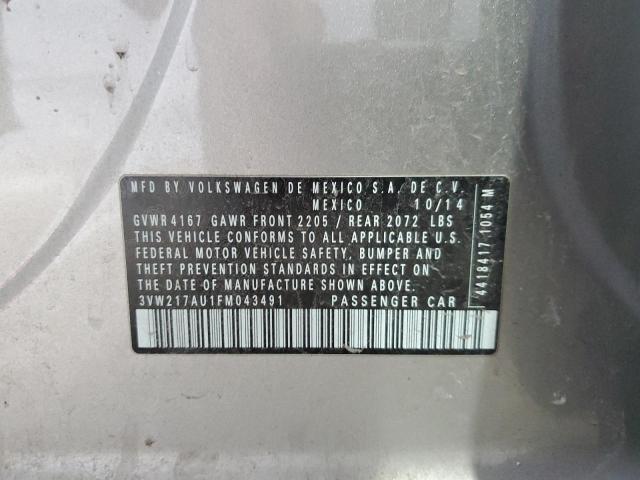 MFD BY VOLKSWAGEN DE MEXICO S.A. DE C.V.
MEXICO 10/14
GVWR 4167 GAWR FRONT 2205 / REAR 2072 LBS
THIS VEHICLE CONFORMS TO ALL APPLICABLE U.S.
FEDERAL MOTOR VEHICLE SAFETY, BUMPER AND
THEFT PREVENTION STANDARDS IN EFFECT ON
THE DATE OF MANUFACTURE SHOWN ABOVE.
3VW217AU1FM043491 PASSENGER CAR
4418417 1054 M